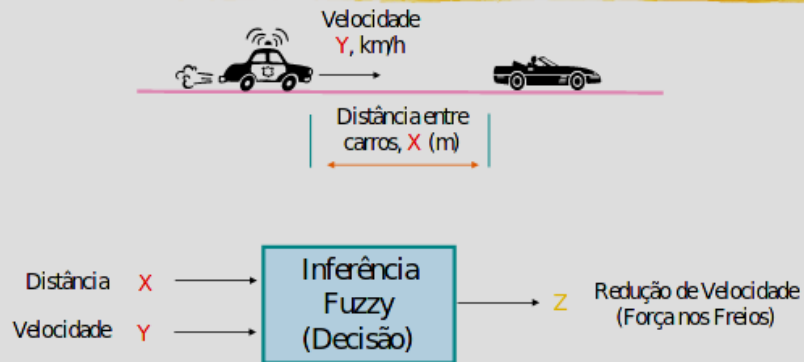 Velocidade
Y, km/h
Distância entre
carros, X (m)
Distância X
Velocidade Y
Inferência
Fuzzy
(Decisão)
Z
Redução de Velocidade
(Força nos Freios)